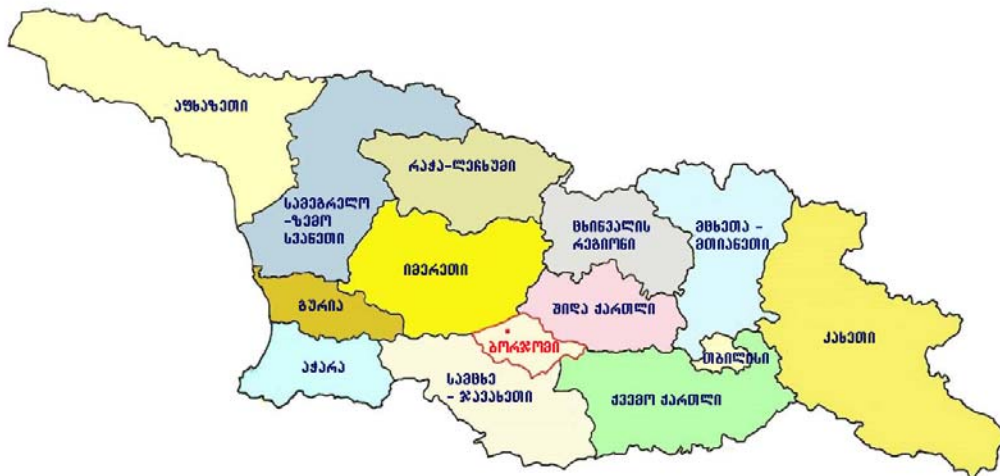 აფხაზეთი
სამეგრელო
-ზემო
სვანეთი
რაჭა-ლეჩხუმი
იმერეთი
ცხინვალის
რეგიონი
მცხეთა -
მთიანეთი
გურია
შიდა ქართლი
კახეთი
აჭარა
ბორჯომი
თბილისი
სამცხე
- ჯავახეთი
ქვემო ქართლი